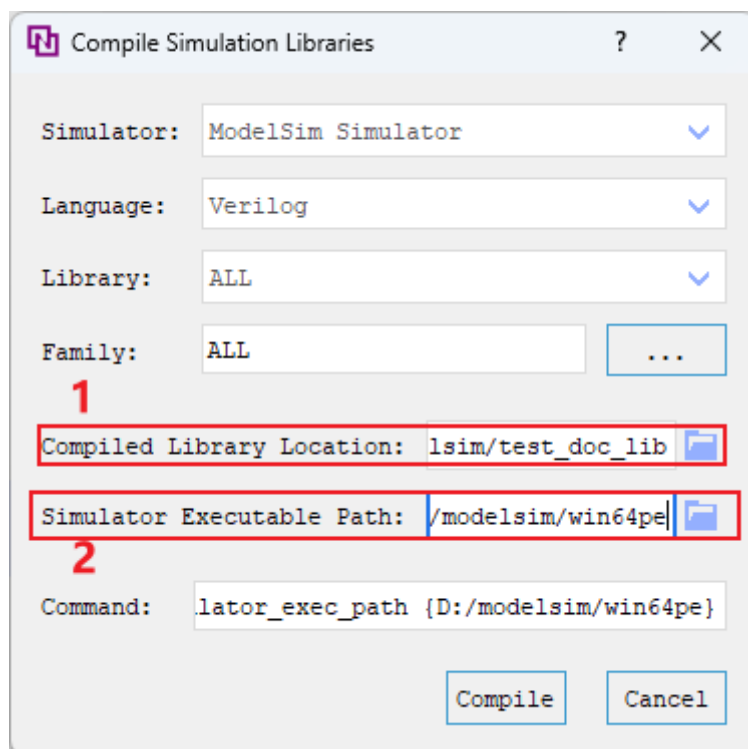 Compile Simulation Libraries ? ×
Simulator: ModelSim Simulator
Language: Verilog
Library: ALL
Family: ALL ...
1
Compiled Library Location: lsim/test_doc_lib
Simulator Executable Path: /modelsim/win64pe
2
Command: lator_exec_path {D:/modelsim/win64pe}
Compile Cancel